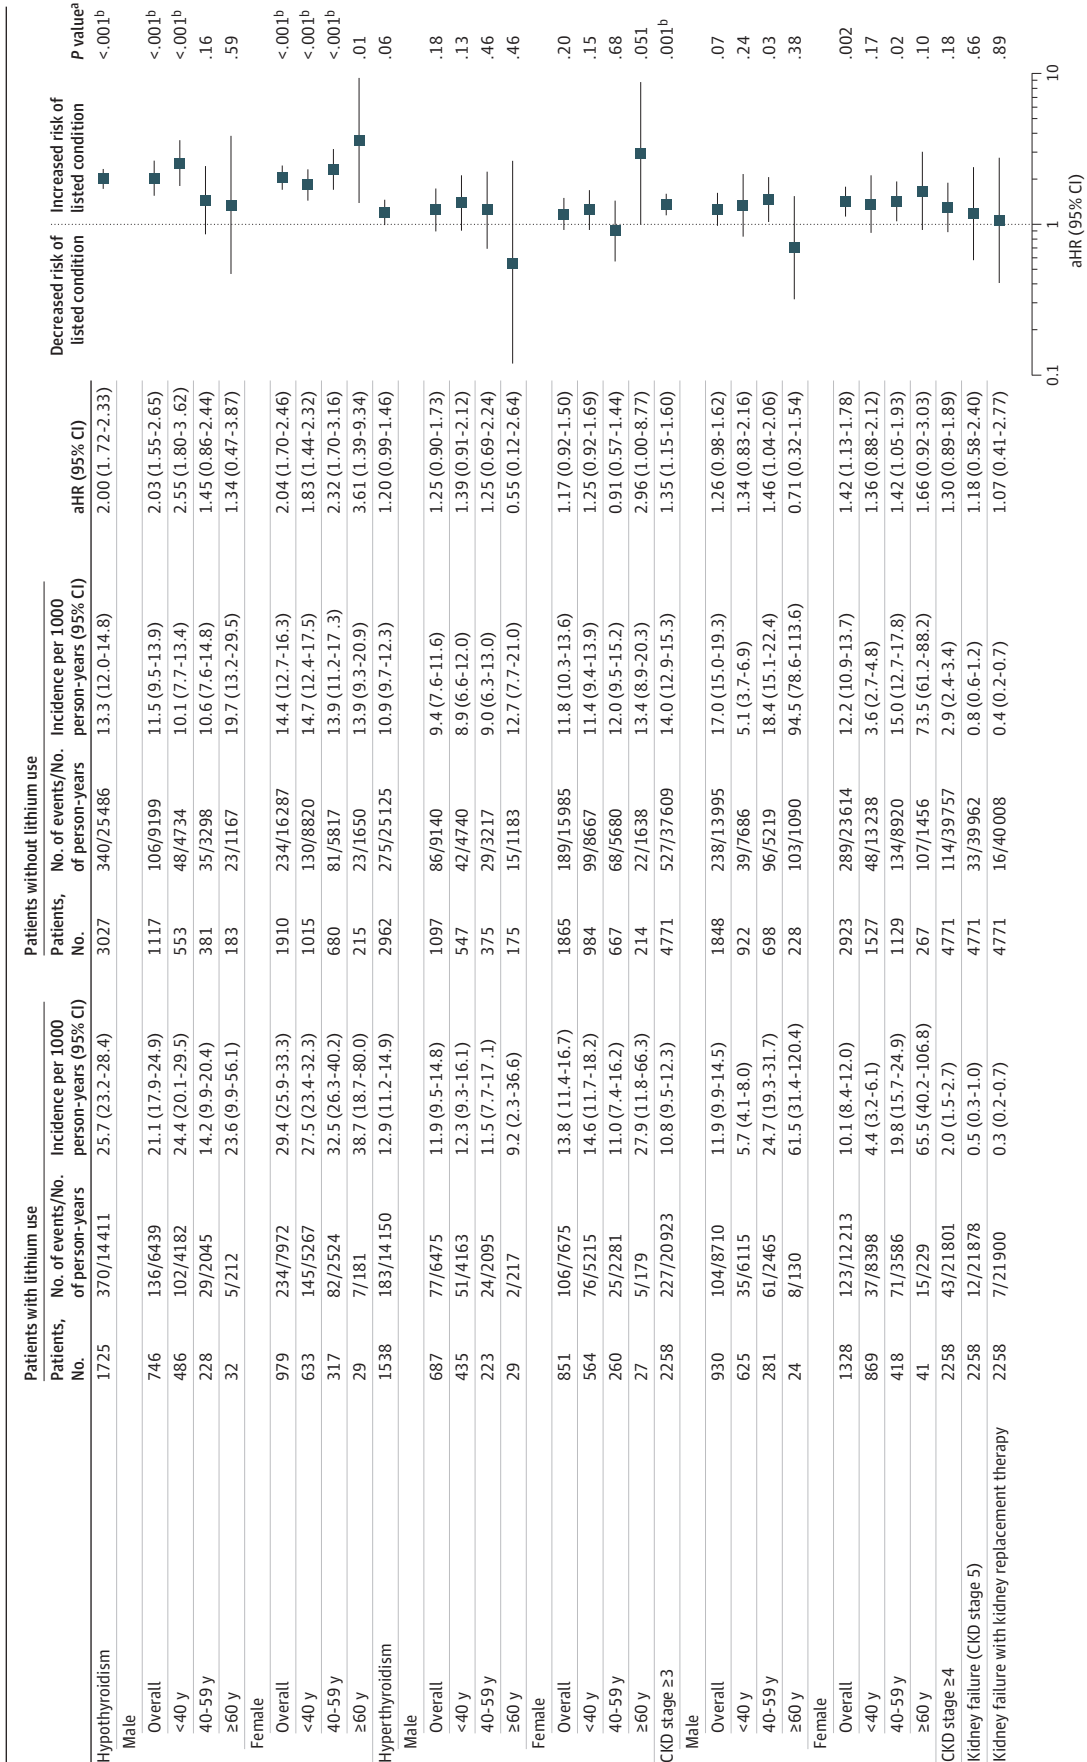 Patients with lithium use Patients without lithium use
Patients, No. No. of events/No. of person-years Incidence per 1000 person-years (95% CI) Patients, No. No. of events/No. of person-years Incidence per 1000 person-years (95% CI) aHR (95% CI) Decreased risk of listed condition Increased risk of listed condition P valueᵃ
Hypothyroidism 1725 370/14 411 25.7 (23.2-28.4) 3027 340/25 486 13.3 (12.0-14.8) 2.00 (1. 72-2.33) <.001ᵇ
Male
Overall 746 136/6439 21.1 (17.9-24.9) 1117 106/9199 11.5 (9.5-13.9) 2.03 (1.55-2.65) <.001ᵇ
<40 y 486 102/4182 24.4 (20.1-29.5) 553 48/4734 10.1 (7.7-13.4) 2.55 (1.80-3 .62) <.001ᵇ
40-59 y 228 29/2045 14.2 (9.9-20.4) 381 35/3298 10.6 (7.6-14.8) 1.45 (0.86-2.44) .16
≥60 y 32 5/212 23.6 (9.9-56.1) 183 23/1167 19.7 (13.2-29.5) 1.34 (0.47-3.87) .59
Female
Overall 979 234/7972 29.4 (25.9-33.3) 1910 234/16287 14.4 (12.7-16.3) 2.04 (1.70-2.46) <.001ᵇ
<40 y 633 145/5267 27.5 (23.4-32.3) 1015 130/8820 14.7 (12.4-17.5) 1.83 (1.44-2.32) <.001ᵇ
40-59 y 317 82/2524 32.5 (26.3-40.2) 680 81/5817 13.9 (11.2-17 .3) 2.32 (1.70-3.16) <.001ᵇ
≥60 y 29 7/181 38.7 (18.7-80.0) 215 23/1650 13.9 (9.3-20.9) 3.61 (1.39-9.34) .01
Hyperthyroidism 1538 183/14 150 12.9 (11.2-14.9) 2962 275/25 125 10.9 (9.7-12.3) 1.20 (0.99-1.46) .06
Male
Overall 687 77/6475 11.9 (9.5-14.8) 1097 86/9140 9.4 (7.6-11.6) 1.25 (0.90-1.73) .18
<40 y 435 51/4163 12.3 (9.3-16.1) 547 42/4740 8.9 (6.6-12.0) 1.39 (0.91-2.12) .13
40-59 y 223 24/2095 11.5 (7.7-17 .1) 375 29/3217 9.0 (6.3-13.0) 1.25 (0.69-2.24) .46
≥60 y 29 2/217 9.2 (2.3-36.6) 175 15/1183 12.7 (7.7-21.0) 0.55 (0.12-2.64) .46
Female
Overall 851 106/7675 13.8 ( 11.4-16.7) 1865 189/15985 11.8 (10.3-13.6) 1.17 (0.92-1.50) .20
<40 y 564 76/5215 14.6 (11.7-18.2) 984 99/8667 11.4 (9.4-13.9) 1.25 (0.92-1.69) .15
40-59 y 260 25/2281 11.0 (7.4-16.2) 667 68/5680 12.0 (9.5-15.2) 0.91 (0.57-1.44) .68
≥60 y 27 5/179 27.9 (11.8-66.3) 214 22/1638 13.4 (8.9-20.3) 2.96 (1.00-8.77) .051
CKD stage ≥3 2258 227/20 923 10.8 (9.5-12.3) 4771 527/37 609 14.0 (12.9-15.3) 1.35 (1.15-1.60) .001ᵇ
Male
Overall 930 104/8710 11.9 (9.9-14.5) 1848 238/13995 17.0 (15.0-19.3) 1.26 (0.98-1.62) .07
<40 y 625 35/6115 5.7 (4.1-8.0) 922 39/7686 5.1 (3.7-6.9) 1.34 (0.83-2.16) .24
40-59 y 281 61/2465 24.7 (19.3-31.7) 698 96/5219 18.4 (15.1-22.4) 1.46 (1.04-2.06) .03
≥60 y 24 8/130 61.5 (31.4-120.4) 228 103/1090 94.5 (78.6-113.6) 0.71 (0.32-1.54) .38
Female
Overall 1328 123/12 213 10.1 (8.4-12.0) 2923 289/23614 12.2 (10.9-13.7) 1.42 (1.13-1.78) .002
<40 y 869 37/8398 4.4 (3.2-6.1) 1527 48/13 238 3.6 (2.7-4.8) 1.36 (0.88-2.12) .17
40-59 y 418 71/3586 19.8 (15.7-24.9) 1129 134/8920 15.0 (12.7-17.8) 1.42 (1.05-1.93) .02
≥60 y 41 15/229 65.5 (40.2-106.8) 267 107/1456 73.5 (61.2-88.2) 1.66 (0.92-3.03) .10
CKD stage ≥4 2258 43/21801 2.0 (1.5-2.7) 4771 114/39 757 2.9 (2.4-3.4) 1.30 (0.89-1.89) .18
Kidney failure (CKD stage 5) 2258 12/21878 0.5 (0.3-1.0) 4771 33/39962 0.8 (0.6-1.2) 1.18 (0.58-2.40) .66
Kidney failure with kidney replacement therapy 2258 7/21900 0.3 (0.2-0.7) 4771 16/40 008 0.4 (0.2-0.7) 1.07 (0.41-2.77) .89
0.1 1 10
aHR (95% CI)